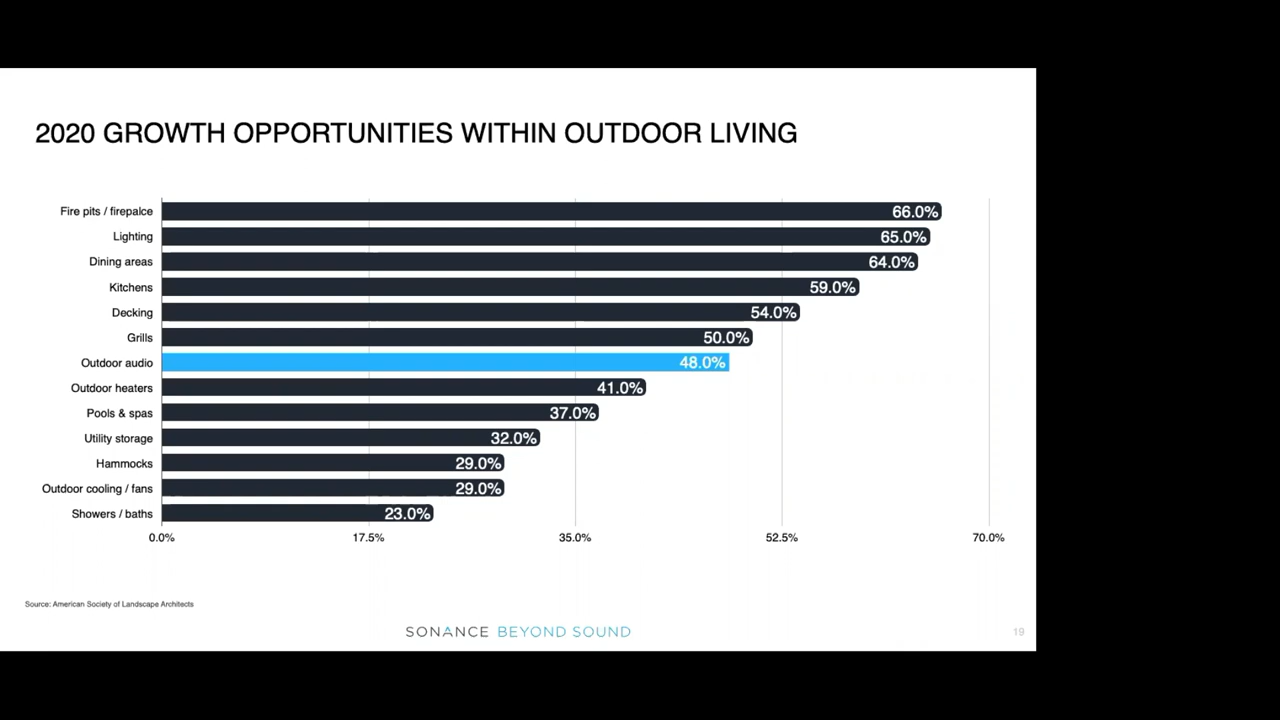 2020 GROWTH OPPORTUNITIES WITHIN OUTDOOR LIVING
Fire pits / firepalce 66.0%
Lighting 65.0%
Dining areas 64.0%
Kitchens 59.0%
Decking 54.0%
Grills 50.0%
Outdoor audio 48.0%
Outdoor heaters 41.0%
Pools & spas 37.0%
Utility storage 32.0%
Hammocks 29.0%
Outdoor cooling / fans 29.0%
Showers / baths 23.0%
0.0% 17.5% 35.0% 52.5% 70.0%
Source: American Society of Landscape Architects
SONANCE BEYOND SOUND 19